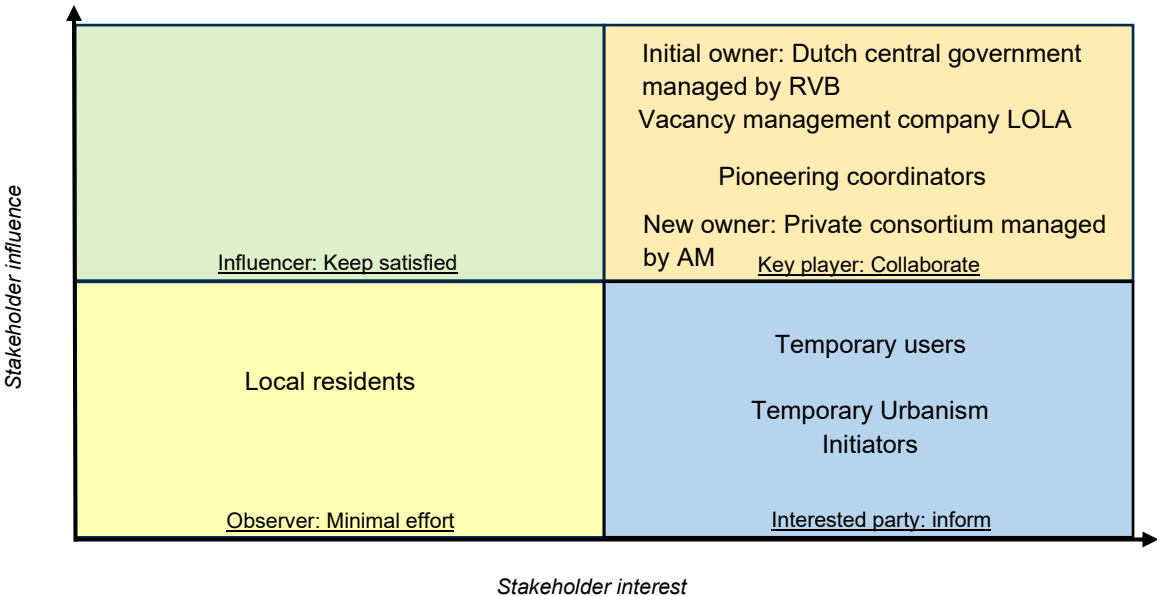 Stakeholder influence
Initial owner: Dutch central government
managed by RVB
Vacancy management company LOLA
Pioneering coordinators
New owner: Private consortium managed
by AM
Influencer: Keep satisfied
Key player: Collaborate
Local residents
Temporary users
Temporary Urbanism
Initiators
Observer: Minimal effort
Interested party: inform
Stakeholder interest